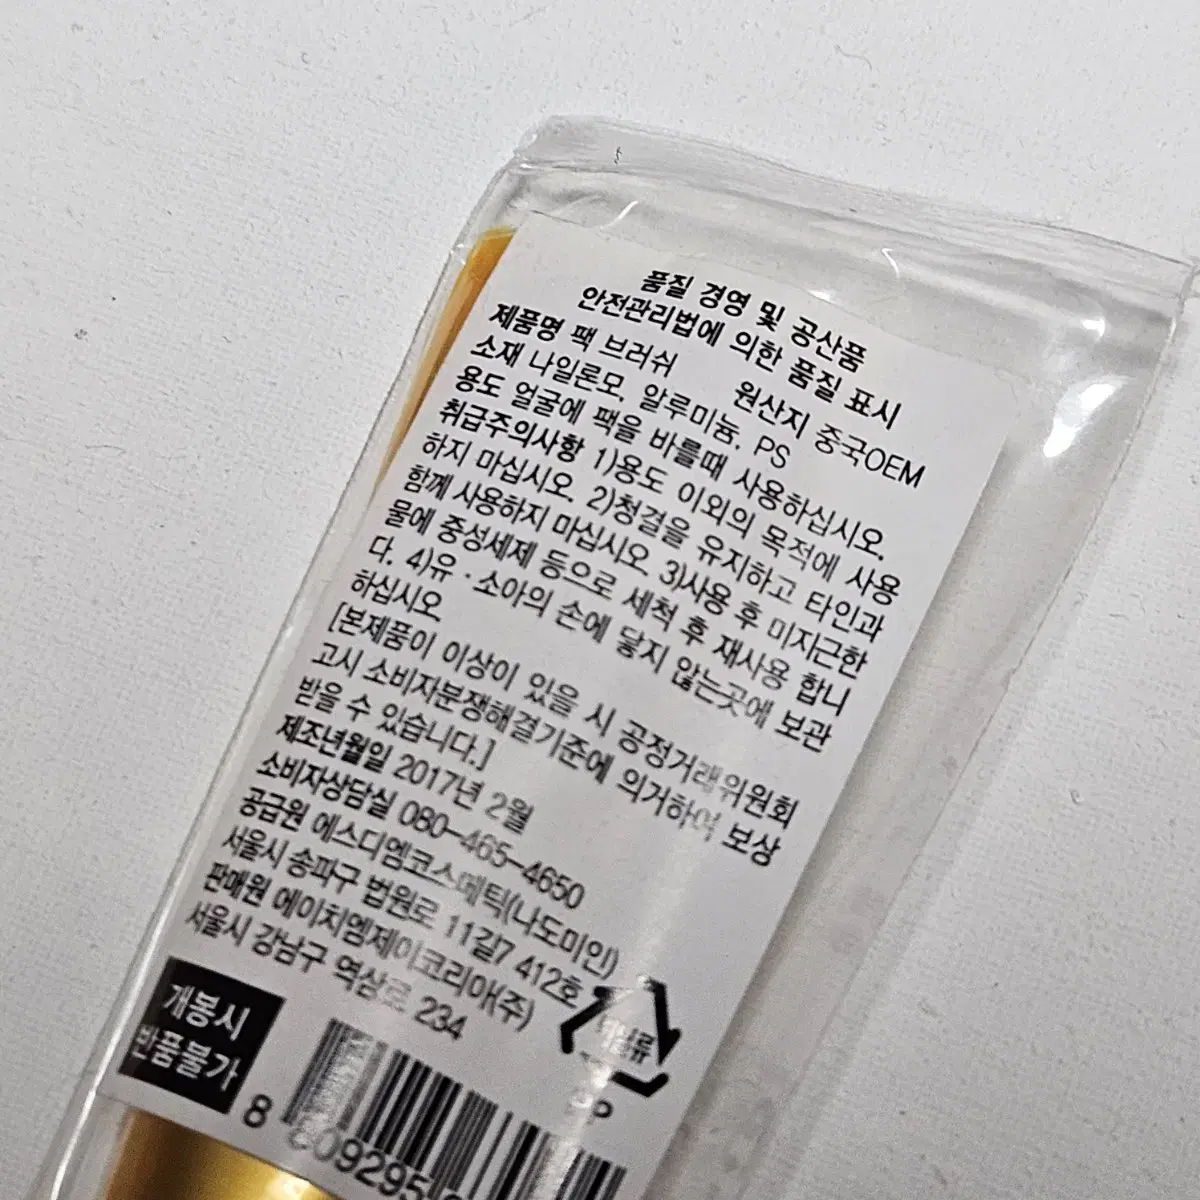 품질 경영 및 공산품
안전관리법에 의한 품질 표시
제품명 팩 브러쉬 원산지 중국OEM
소재 나일론모, 알루미늄, PS
용도 얼굴에 팩을 바를때 사용하십시오.
취급주의사항 1)용도 이외의 목적에 사용
하지 마십시오. 2)청결을 유지하고 타인과
함께 사용하지 마십시오. 3)사용 후 미지근한
물에 중성세제 등으로 세척 후 재사용 합니
다. 4)유·소아의 손에 닿지 않는곳에 보관
하십시오.
[본제품이 이상이 있을 시 공정거래위원회
고시 소비자분쟁해결기준에 의거하여 보상
받을 수 있습니다.]
제조년월일 2017년 2월
소비자상담실 080-465-4650
공급원 에스디엠코스메틱(나도미인)
서울시 송파구 법원로 11길7 412호
판매원 에이치엠제이코리아(주)
서울시 강남구 역삼로 234
개봉시
반품불가
비닐류
PP
8 809295